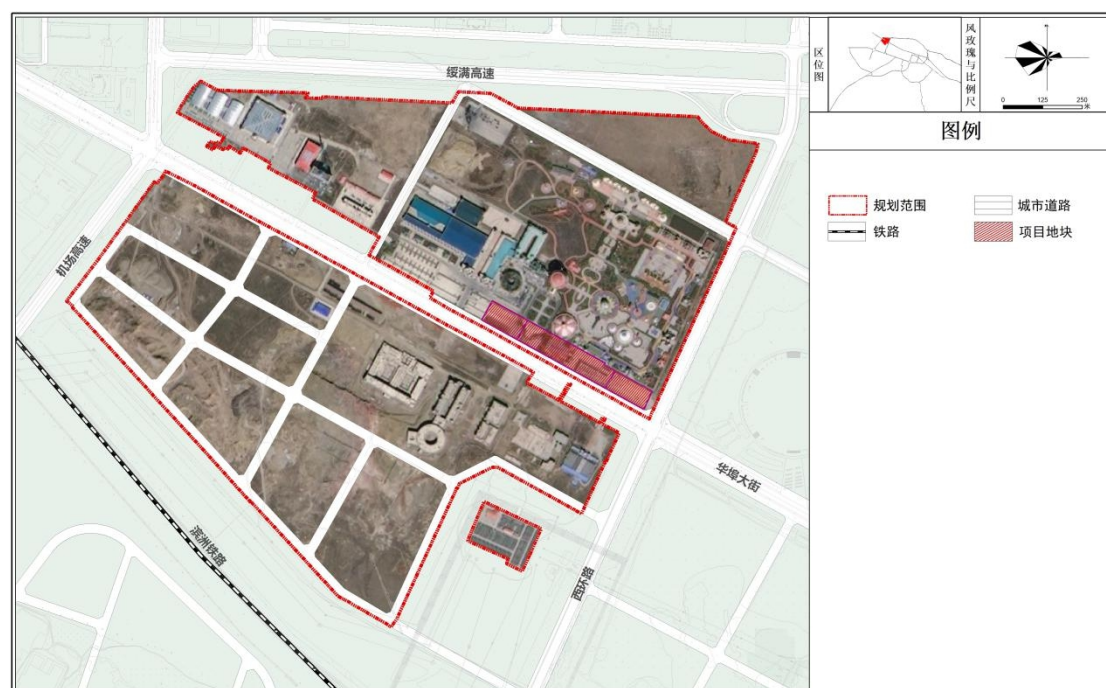 绥满高速
机场高速
华埠大街
滨洲铁路
西环路
区位图
风玫瑰与比例尺
0 125 250
米
图例
规划范围
城市道路
铁路
项目地块